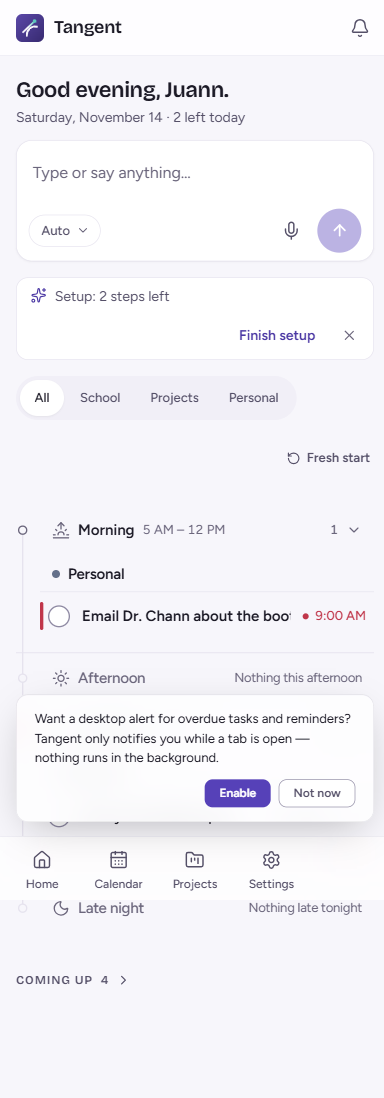 Tangent
Good evening, Juann.
Saturday, November 14 · 2 left today
Type or say anything...
Auto
Setup: 2 steps left
Finish setup
All School Projects Personal
Fresh start
Morning 5 AM – 12 PM 1
Personal
Email Dr. Chann about the boo 9:00 AM
Afternoon Nothing this afternoon
Want a desktop alert for overdue tasks and reminders?
Tangent only notifies you while a tab is open —
nothing runs in the background.
Enable Not now
Home Calendar Projects Settings
Late night Nothing late tonight
COMING UP 4